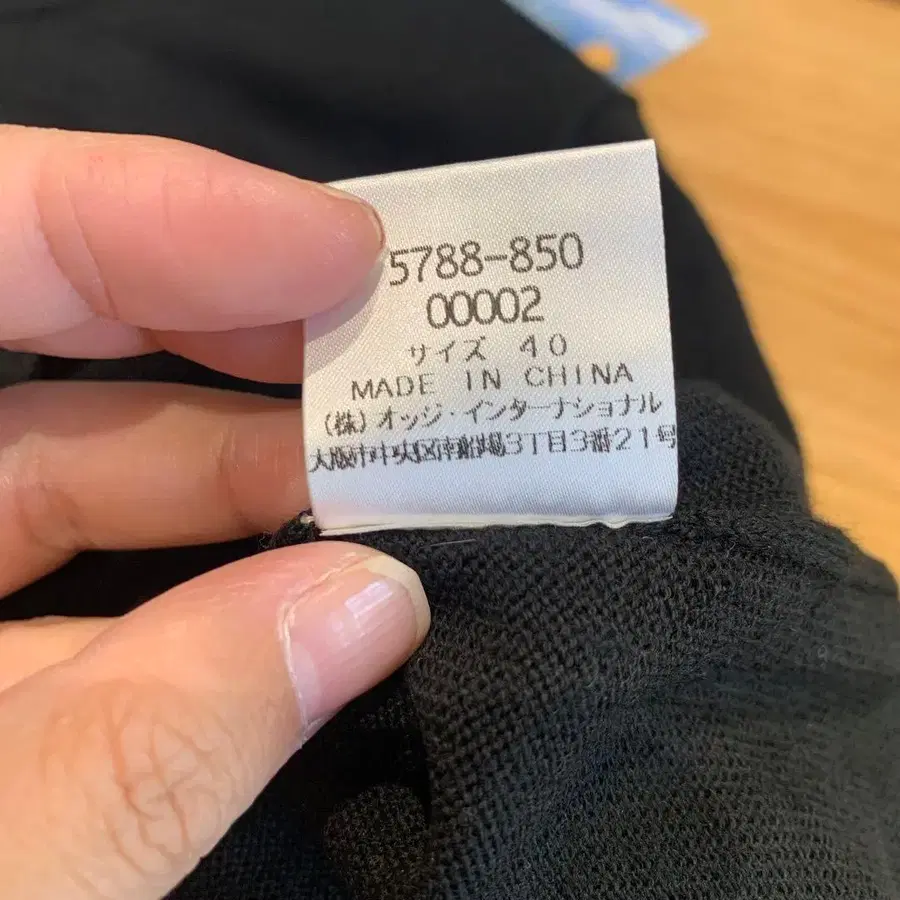 5788-850
00002
サイズ 40
MADE IN CHINA
(株)オッジ・インターナショナル
大阪市中央区南船場3丁目3番21号